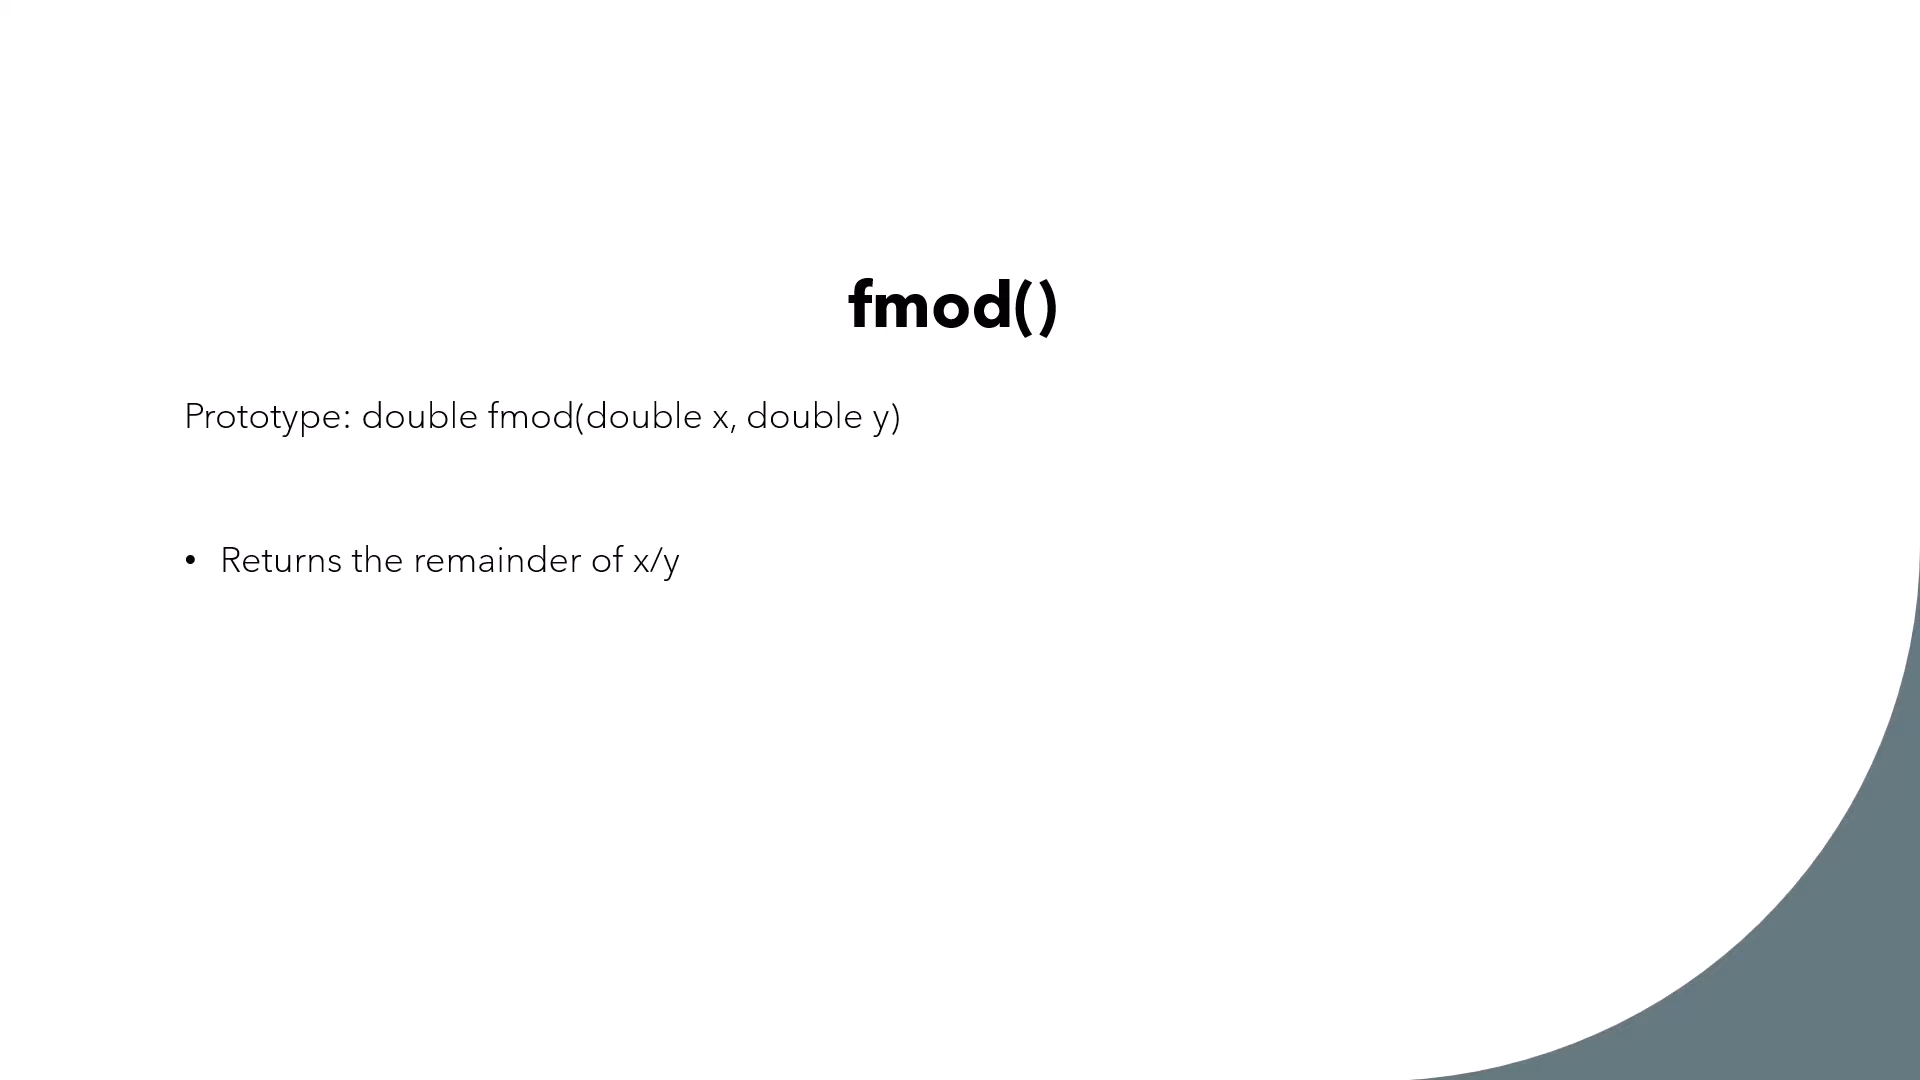 fmod()
Prototype: double fmod(double x, double y)
• Returns the remainder of x/y